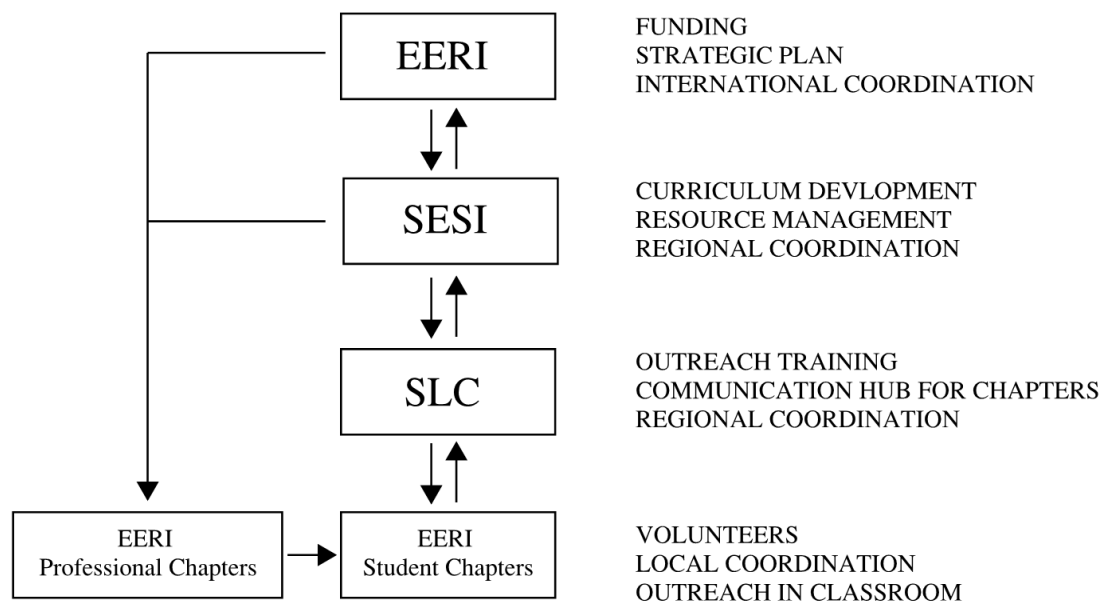 EERI
FUNDING
STRATEGIC PLAN
INTERNATIONAL COORDINATION
SESI
CURRICULUM DEVLOPMENT
RESOURCE MANAGEMENT
REGIONAL COORDINATION
SLC
OUTREACH TRAINING
COMMUNICATION HUB FOR CHAPTERS
REGIONAL COORDINATION
EERI
Professional Chapters
EERI
Student Chapters
VOLUNTEERS
LOCAL COORDINATION
OUTREACH IN CLASSROOM